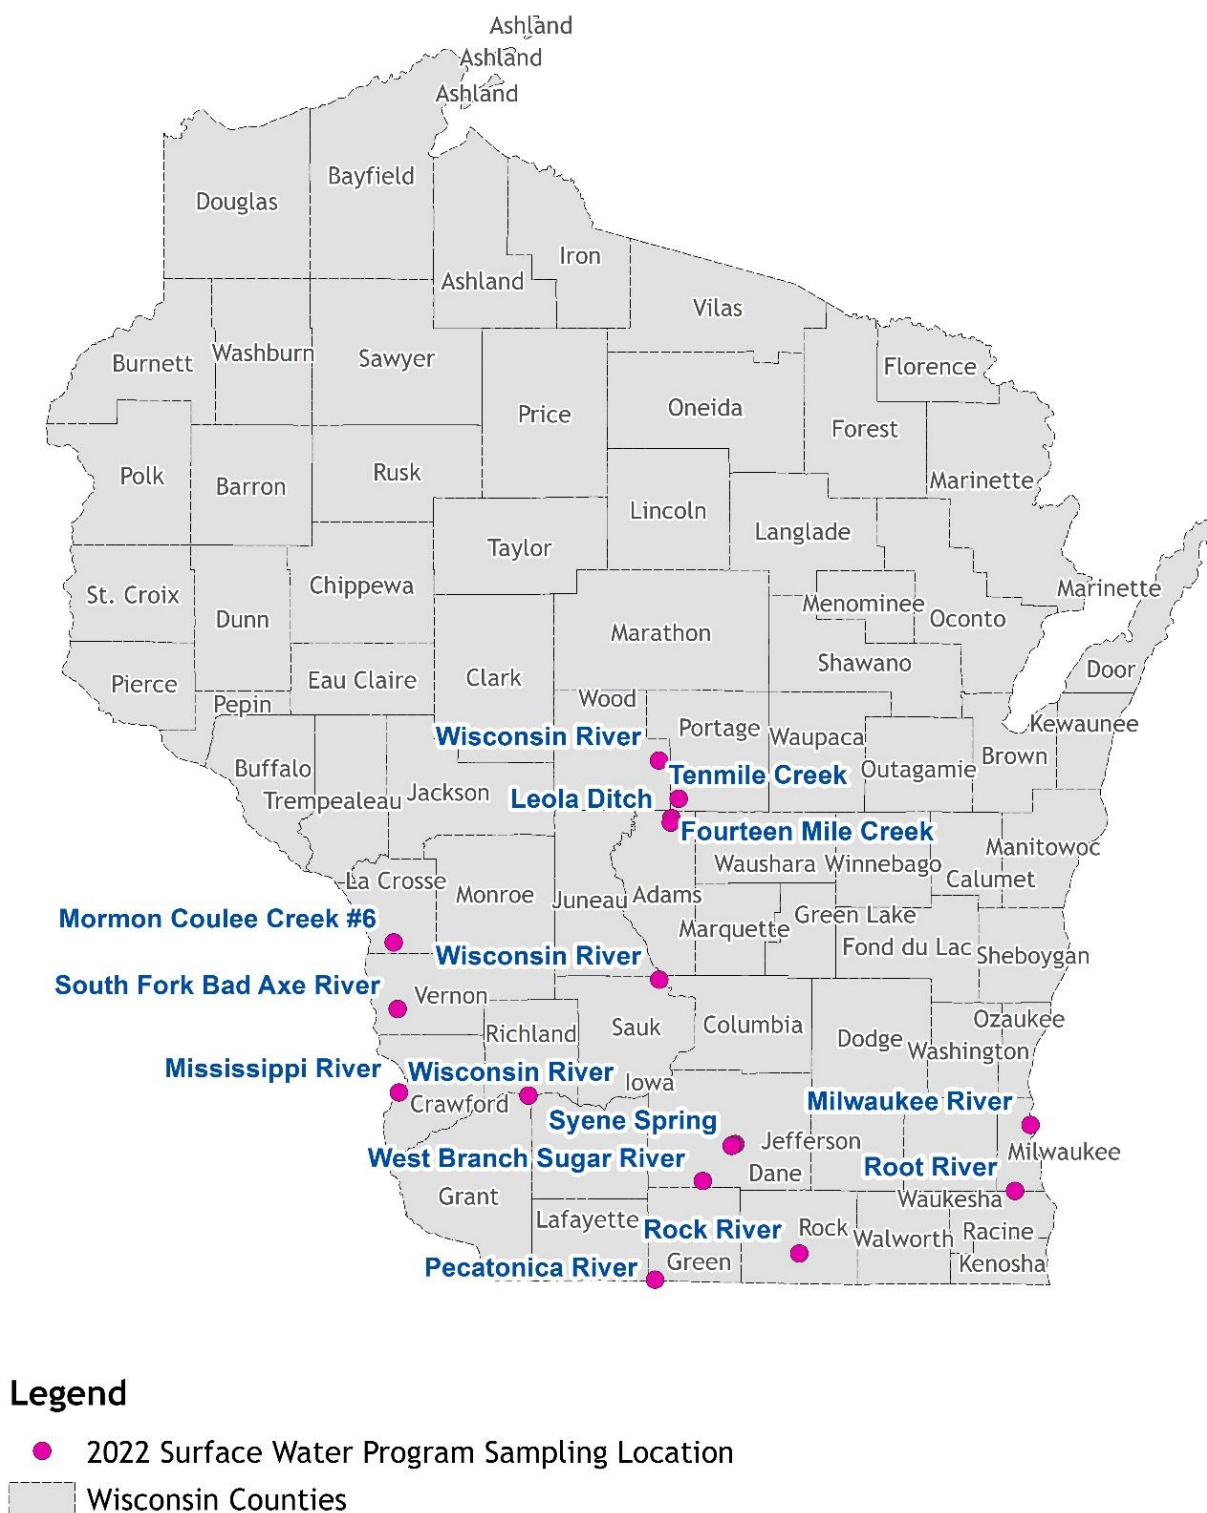 Ashland
Ashland
Ashland
Bayfield
Douglas
Iron
Ashland
Vilas
Washburn
Sawyer
Burnett
Florence
Oneida
Price
Forest
Rusk
Polk
Barron
Marinette
Lincoln
Langlade
Taylor
Chippewa
Marinette
St. Croix
Menominee
Dunn
Oconto
Marathon
Shawano
Door
Clark
Eau Claire
Pierce
Wood
Pepin
Kewaunee
Portage
Wisconsin River
Waupaca
Brown
Buffalo
Outagamie
Tenmile Creek
Jackson
Trempealeau
Leola Ditch
Fourteen Mile Creek
Manitowoc
Waushara
Winnebago
La Crosse
Calumet
Monroe
Adams
Juneau
Green Lake
Mormon Coulee Creek #6
Marquette
Fond du Lac
Wisconsin River
Sheboygan
South Fork Bad Axe River
Vernon
Ozaukee
Columbia
Sauk
Richland
Dodge
Washington
Mississippi River
Wisconsin River
Iowa
Milwaukee River
Crawford
Syene Spring
Jefferson
Milwaukee
West Branch Sugar River
Root River
Dane
Grant
Waukesha
Lafayette
Rock River
Rock
Racine
Walworth
Green
Kenosha
Pecatonica River
Legend
2022 Surface Water Program Sampling Location
Wisconsin Counties